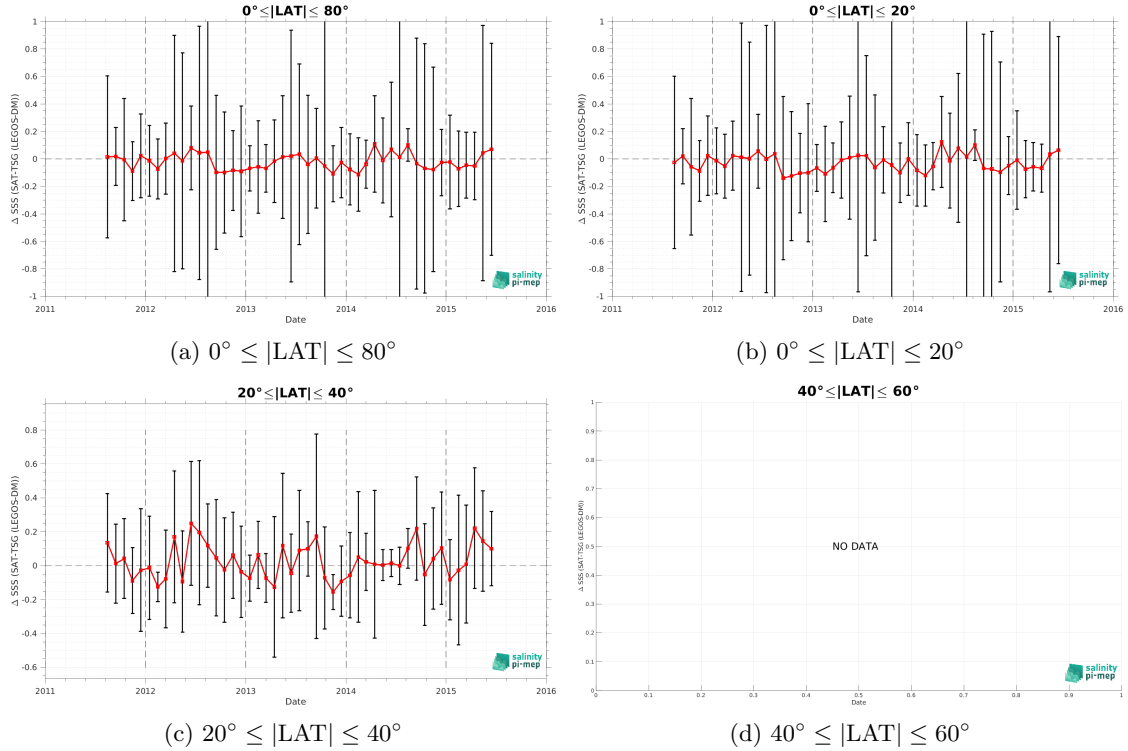 0°≤|LAT|≤ 80°
Δ SSS (SAT-TSG (LEGOS-DM))
1
0.8
0.6
0.4
0.2
0
-0.2
-0.4
-0.6
-0.8
-1
2011 2012 2013 2014 2015 2016
Date
salinity
pi-mep
(a) 0° ≤ |LAT| ≤ 80°
0°≤|LAT|≤ 20°
Δ SSS (SAT-TSG (LEGOS-DM))
1
0.8
0.6
0.4
0.2
0
-0.2
-0.4
-0.6
-0.8
-1
2011 2012 2013 2014 2015 2016
Date
salinity
pi-mep
(b) 0° ≤ |LAT| ≤ 20°
20°≤|LAT|≤ 40°
Δ SSS (SAT-TSG (LEGOS-DM))
0.8
0.6
0.4
0.2
0
-0.2
-0.4
-0.6
2011 2012 2013 2014 2015 2016
Date
salinity
pi-mep
(c) 20° ≤ |LAT| ≤ 40°
40°≤|LAT|≤ 60°
Δ SSS (SAT-TSG (LEGOS-DM))
1
0.9
0.8
0.7
0.6
0.5
0.4
0.3
0.2
0.1
0
NO DATA
0 0.1 0.2 0.3 0.4 0.5 0.6 0.7 0.8 0.9 1
Date
salinity
pi-mep
(d) 40° ≤ |LAT| ≤ 60°